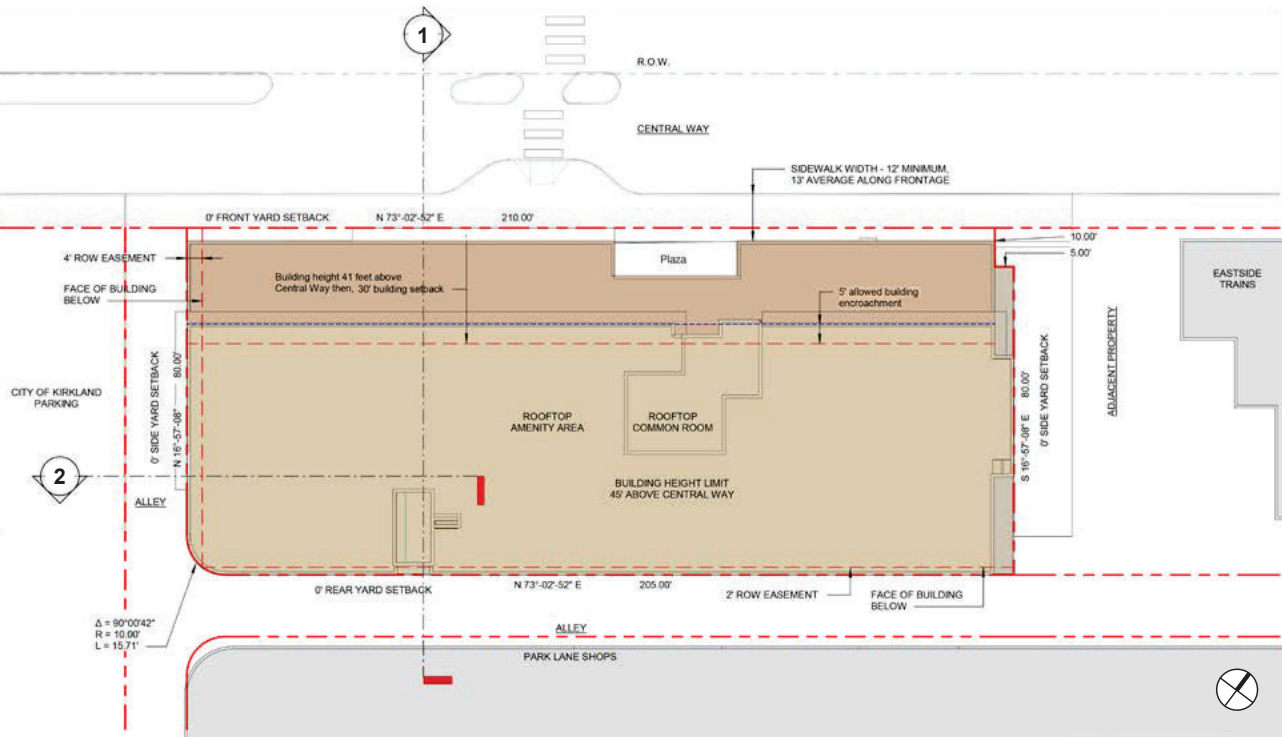 1
R.O.W.
CENTRAL WAY
SIDEWALK WIDTH - 12' MINIMUM,
13' AVERAGE ALONG FRONTAGE
0' FRONT YARD SETBACK N 73°-02'-52" E 210.00'
10.00'
5.00'
4' ROW EASEMENT
Plaza
EASTSIDE
TRAINS
FACE OF BUILDING
BELOW
Building height 41 feet above
Central Way then, 30' building setback
5' allowed building
encroachment
CITY OF KIRKLAND
PARKING
0' SIDE YARD SETBACK
N 16°-57'-08" 80.00'
ROOFTOP
AMENITY AREA
ROOFTOP
COMMON ROOM
S 16°-57'-08" E 80.00'
0' SIDE YARD SETBACK
ADJACENT PROPERTY
2
BUILDING HEIGHT LIMIT
45' ABOVE CENTRAL WAY
ALLEY
0' REAR YARD SETBACK
N 73°-02'-52" E 205.00'
2' ROW EASEMENT
FACE OF BUILDING
BELOW
Δ = 90°00'42"
R = 10.00'
L = 15.71'
ALLEY
PARK LANE SHOPS